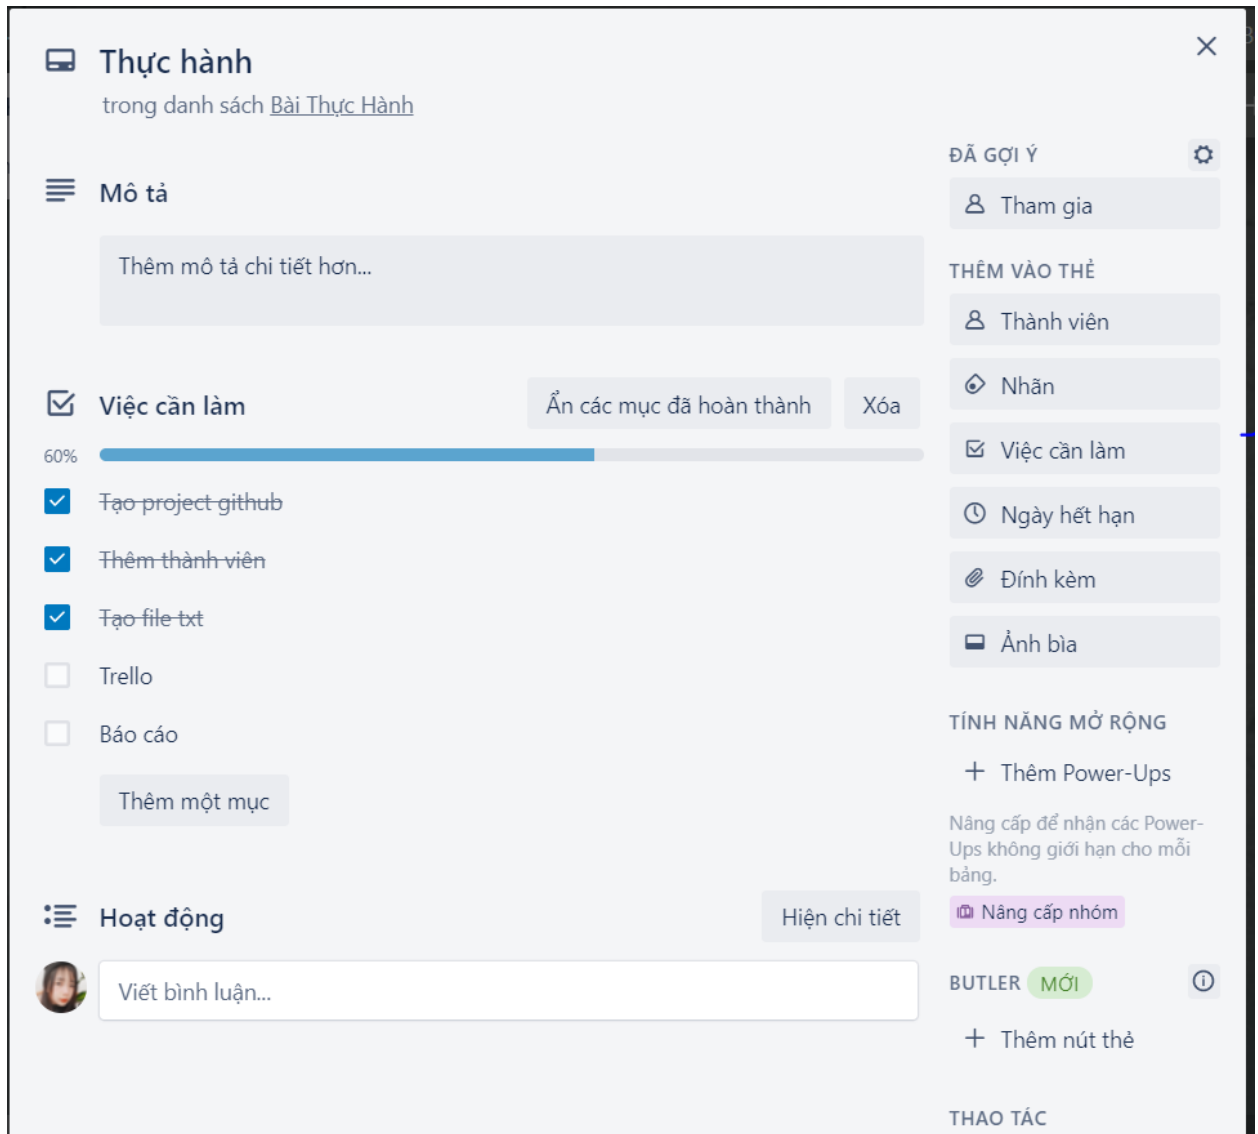 Thực hành
trong danh sách Bài Thực Hành
Mô tả
Thêm mô tả chi tiết hơn...
Việc cần làm
Ẩn các mục đã hoàn thành
Xóa
60%
Tạo project github
Thêm thành viên
Tạo file txt
Trello
Báo cáo
Thêm một mục
Hoạt động
Hiện chi tiết
Viết bình luận...
ĐÃ GỢI Ý
Tham gia
THÊM VÀO THẺ
Thành viên
Nhãn
Việc cần làm
Ngày hết hạn
Đính kèm
Ảnh bìa
TÍNH NĂNG MỞ RỘNG
+ Thêm Power-Ups
Nâng cấp để nhận các Power-
Ups không giới hạn cho mỗi
bảng.
Nâng cấp nhóm
BUTLER MỚI
+ Thêm nút thẻ
THAO TÁC